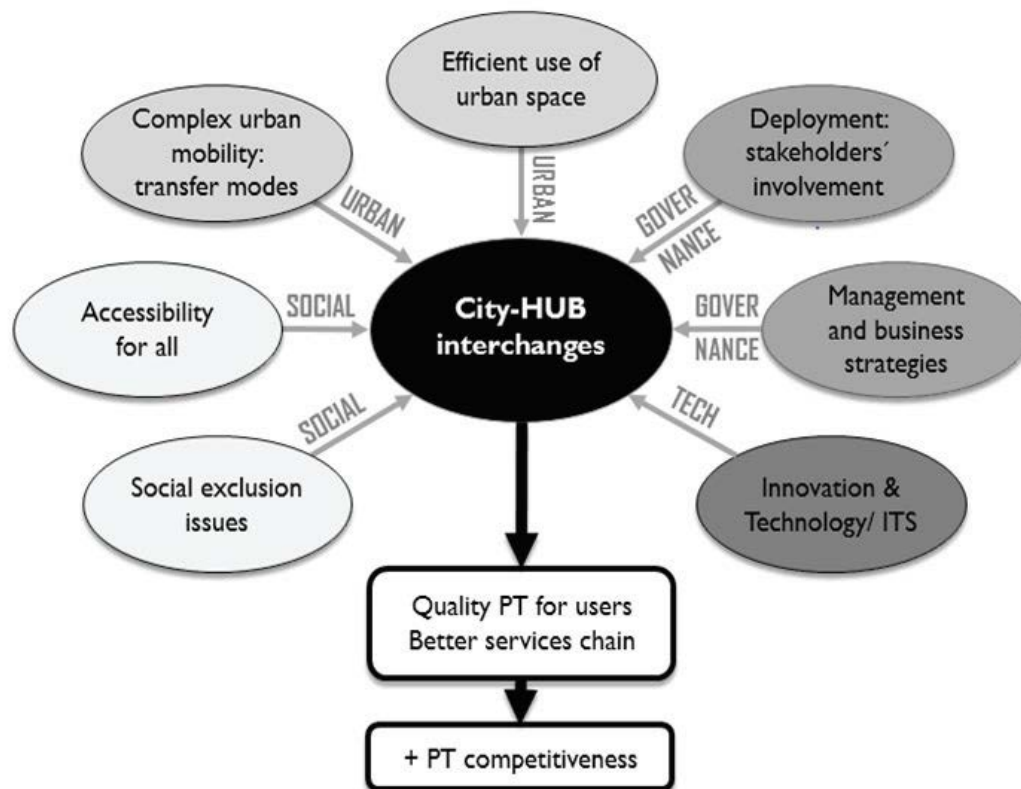 Efficient use of
urban space
Complex urban
mobility:
transfer modes
Deployment:
stakeholders´
involvement
URBAN
URBAN
GOVER
NANCE
Accessibility
for all
SOCIAL
City-HUB
interchanges
GOVER
NANCE
Management
and business
strategies
SOCIAL
TECH
Social exclusion
issues
Innovation &
Technology/ ITS
Quality PT for users
Better services chain
+ PT competitiveness